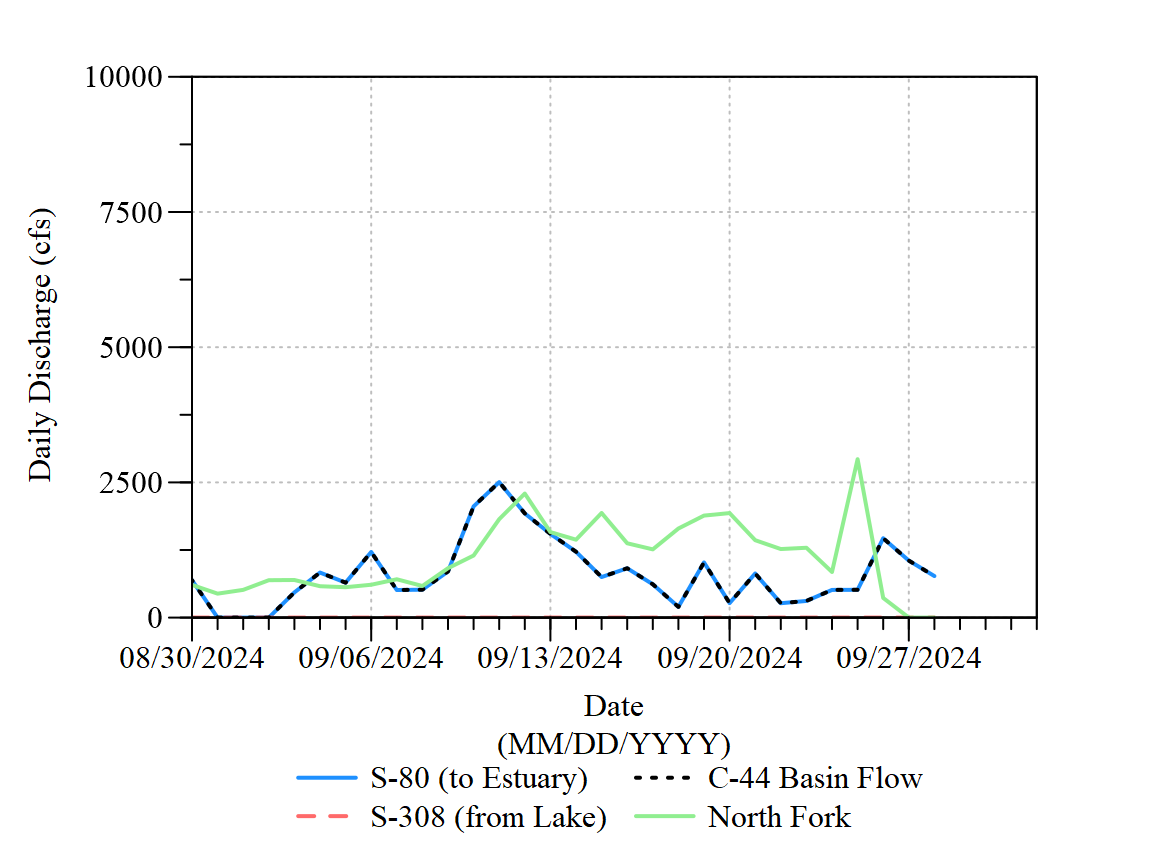 10000
7500
5000
2500
0
Daily Discharge (cfs)
08/30/2024 09/06/2024 09/13/2024 09/20/2024 09/27/2024
Date
(MM/DD/YYYY)
S-80 (to Estuary) C-44 Basin Flow
S-308 (from Lake) North Fork